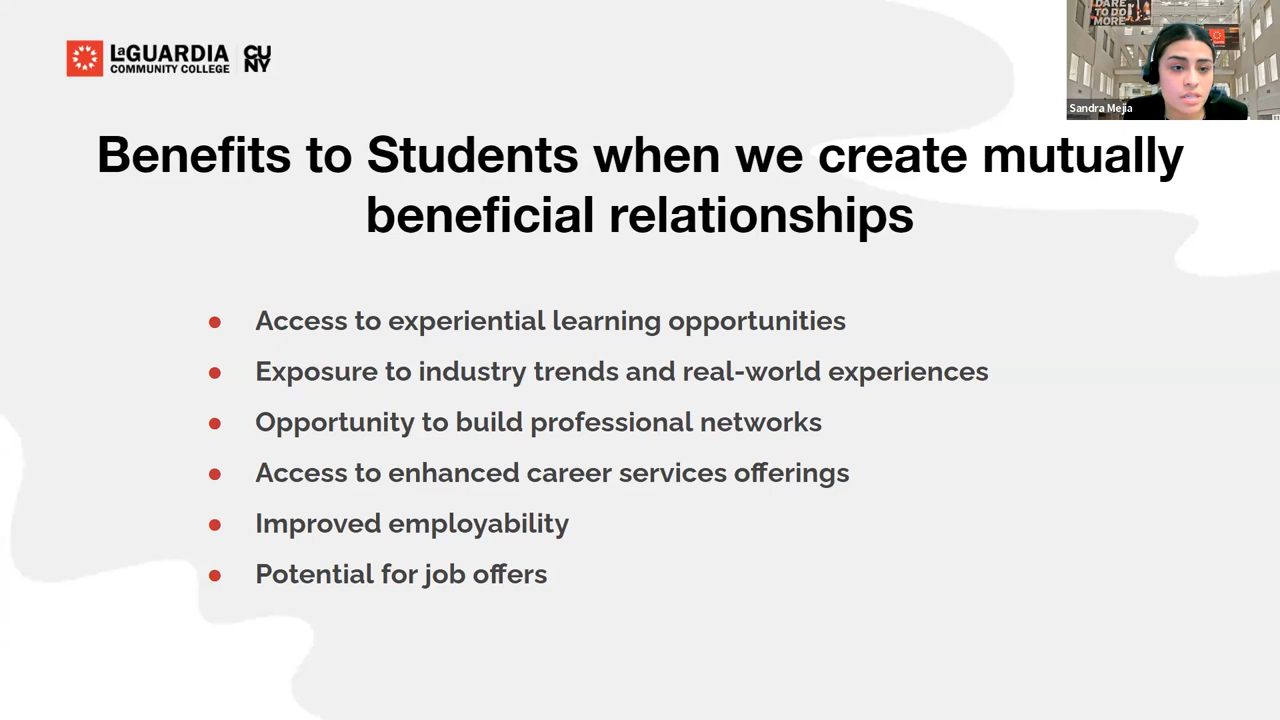 LaGUARDIA
COMMUNITY COLLEGE
CU
NY
DARE
TO DO
MORE
Sandra Mejia
Benefits to Students when we create mutually
beneficial relationships
● Access to experiential learning opportunities
● Exposure to industry trends and real-world experiences
● Opportunity to build professional networks
● Access to enhanced career services offerings
● Improved employability
● Potential for job offers